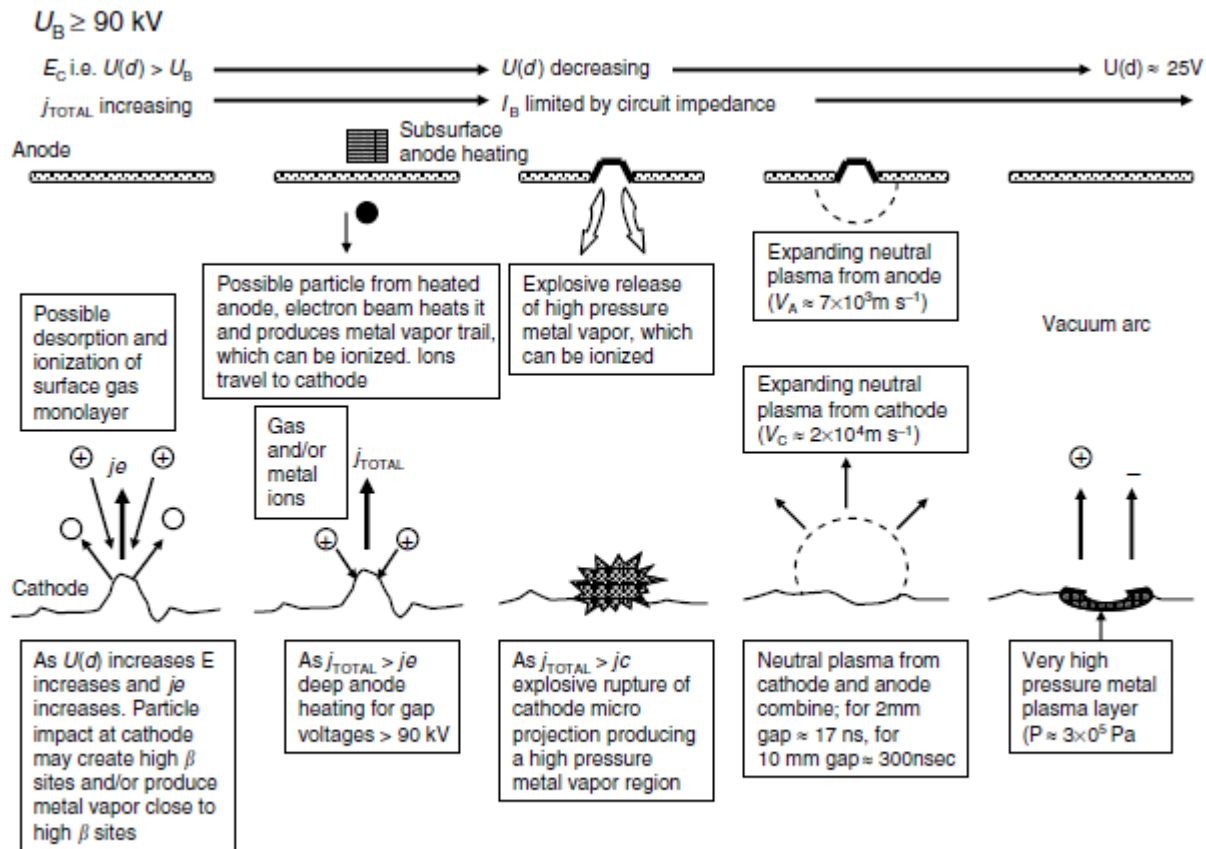 U_B ≥ 90 kV
E_C i.e. U(d) > U_B
U(d) decreasing
U(d) ≈ 25V
j_TOTAL increasing
I_B limited by circuit impedance
Anode
Subsurface
anode heating
Possible
desorption and
ionization of
surface gas
monolayer
Possible particle from heated
anode, electron beam heats it
and produces metal vapor trail,
which can be ionized. Ions
travel to cathode
Explosive release
of high pressure
metal vapor, which
can be ionized
Expanding neutral
plasma from anode
(V_A ≈ 7×10³m s⁻¹)
Vacuum arc
Expanding neutral
plasma from cathode
(V_C ≈ 2×10⁴m s⁻¹)
Gas
and/or
metal
ions
+ je +
j_TOTAL
+ +
+ –
Cathode
As U(d) increases E
increases and je
increases. Particle
impact at cathode
may create high β
sites and/or produce
metal vapor close to
high β sites
As j_TOTAL > je
deep anode
heating for gap
voltages > 90 kV
As j_TOTAL > jc
explosive rupture of
cathode micro
projection producing
a high pressure
metal vapor region
Neutral plasma from
cathode and anode
combine; for 2mm
gap ≈ 17 ns, for
10 mm gap ≈ 300nsec
Very high
pressure metal
plasma layer
(P ≈ 3×0⁵ Pa